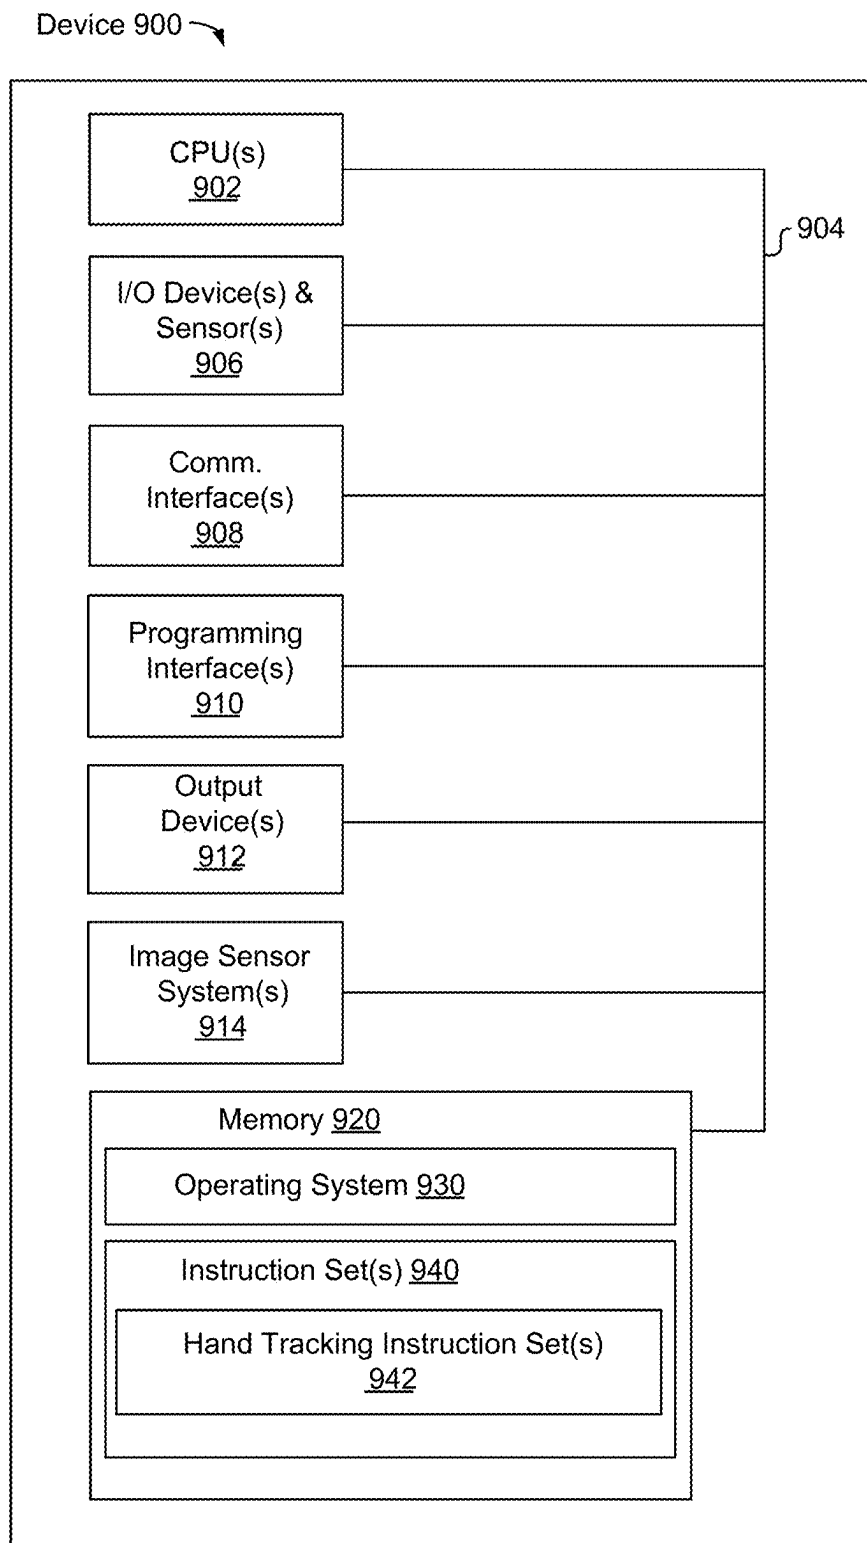 Device 900
CPU(s)
902
904
I/O Device(s) &
Sensor(s)
906
Comm.
Interface(s)
908
Programming
Interface(s)
910
Output
Device(s)
912
Image Sensor
System(s)
914
Memory 920
Operating System 930
Instruction Set(s) 940
Hand Tracking Instruction Set(s)
942